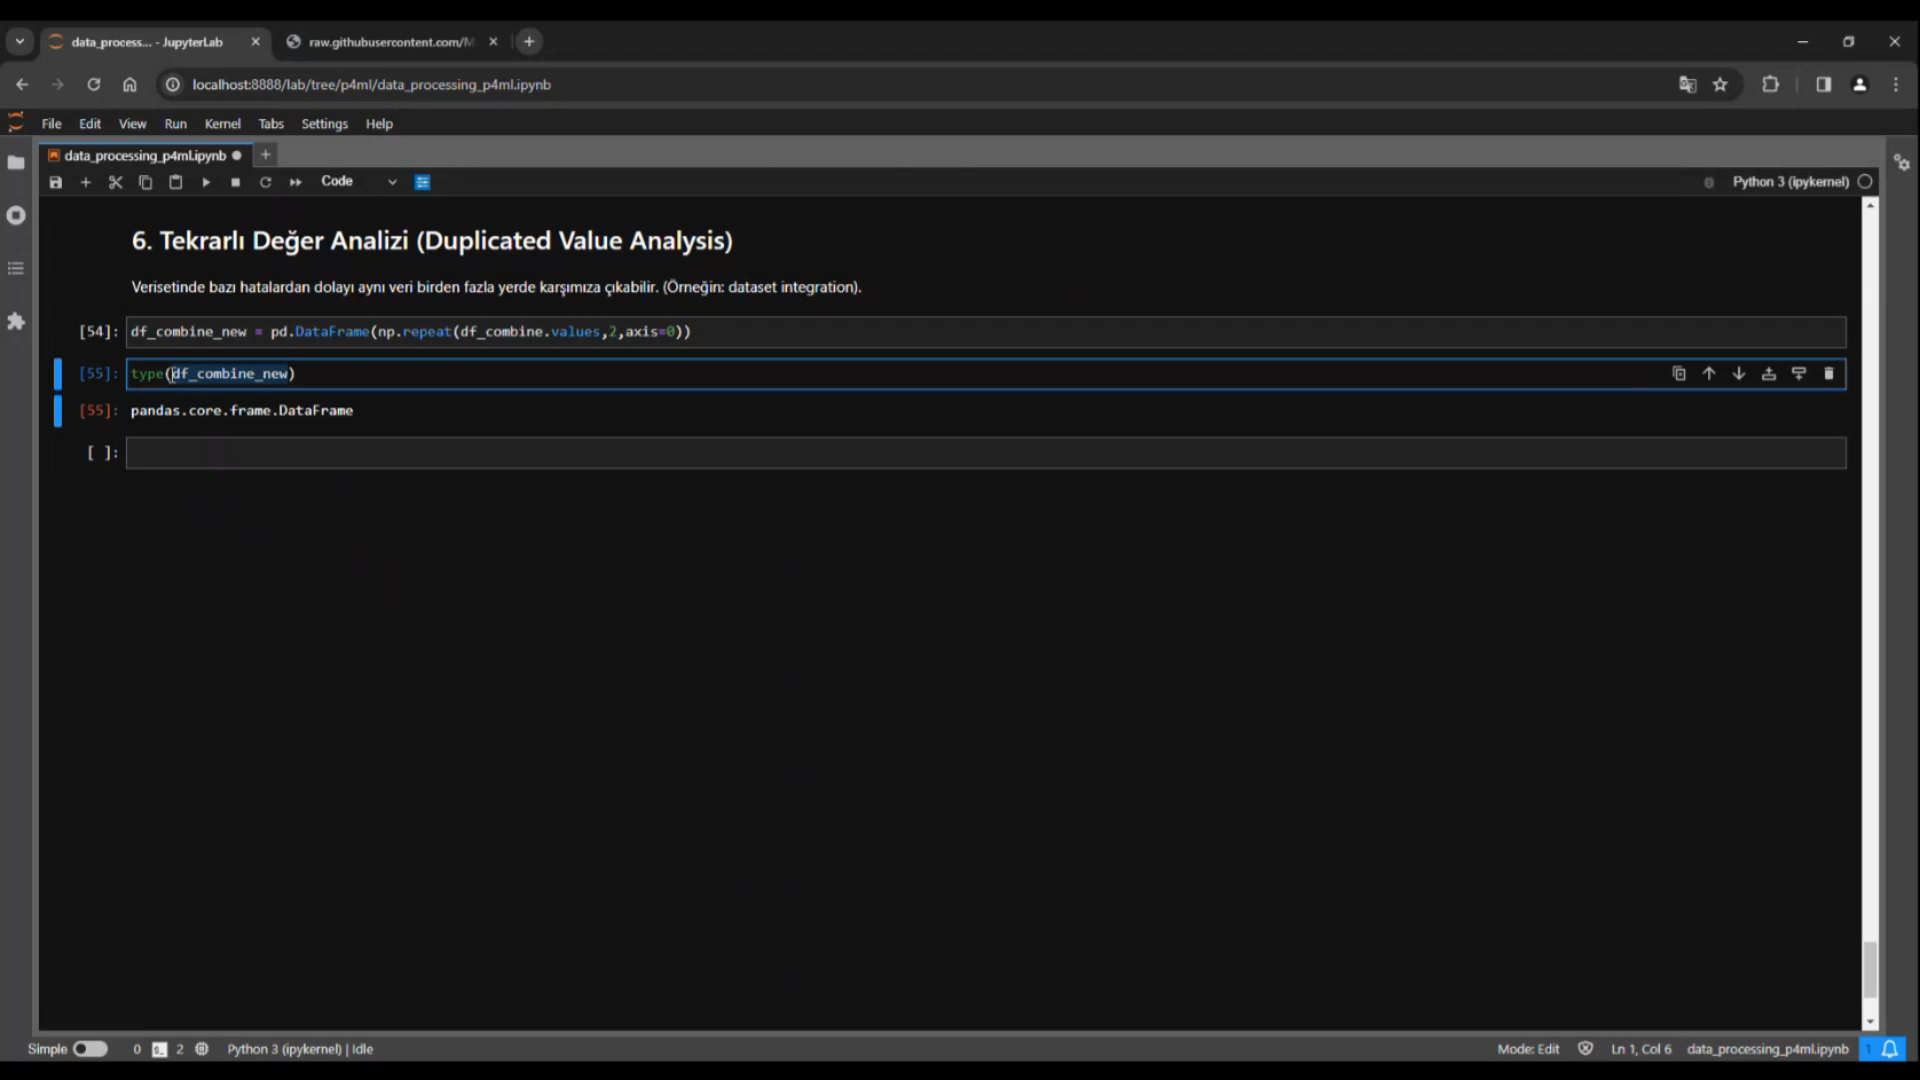 data_process... - JupyterLab
raw.githubusercontent.com/M
localhost:8888/lab/tree/p4ml/data_processing_p4ml.ipynb
File Edit View Run Kernel Tabs Settings Help
data_processing_p4ml.ipynb
Code
Python 3 (ipykernel)
6. Tekrarlı Değer Analizi (Duplicated Value Analysis)
Verisetinde bazı hatalardan dolayı aynı veri birden fazla yerde karşımıza çıkabilir. (Örneğin: dataset integration).
[54]: df_combine_new = pd.DataFrame(np.repeat(df_combine.values,2,axis=0))
[55]: type(df_combine_new)
[55]: pandas.core.frame.DataFrame
[ ]:
Simple 0 $_ 2 Python 3 (ipykernel) | Idle Mode: Edit Ln 1, Col 6 data_processing_p4ml.ipynb 1